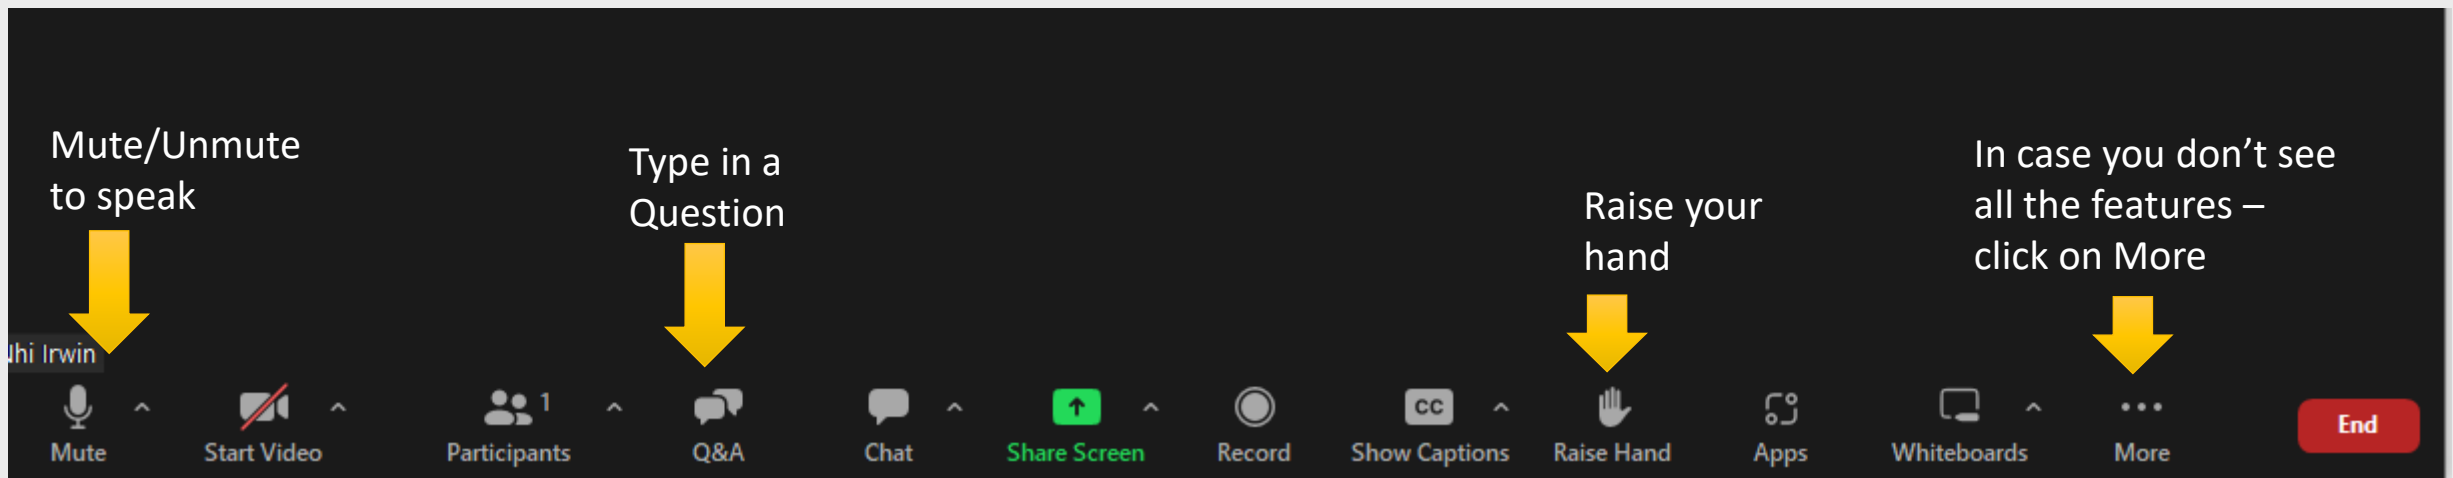 Mute/Unmute
to speak
Type in a
Question
Raise your
hand
In case you don’t see
all the features –
click on More
Irwin
1
CC
Mute
Start Video
Participants
Q&A
Chat
Share Screen
Record
Show Captions
Raise Hand
Apps
Whiteboards
More
End